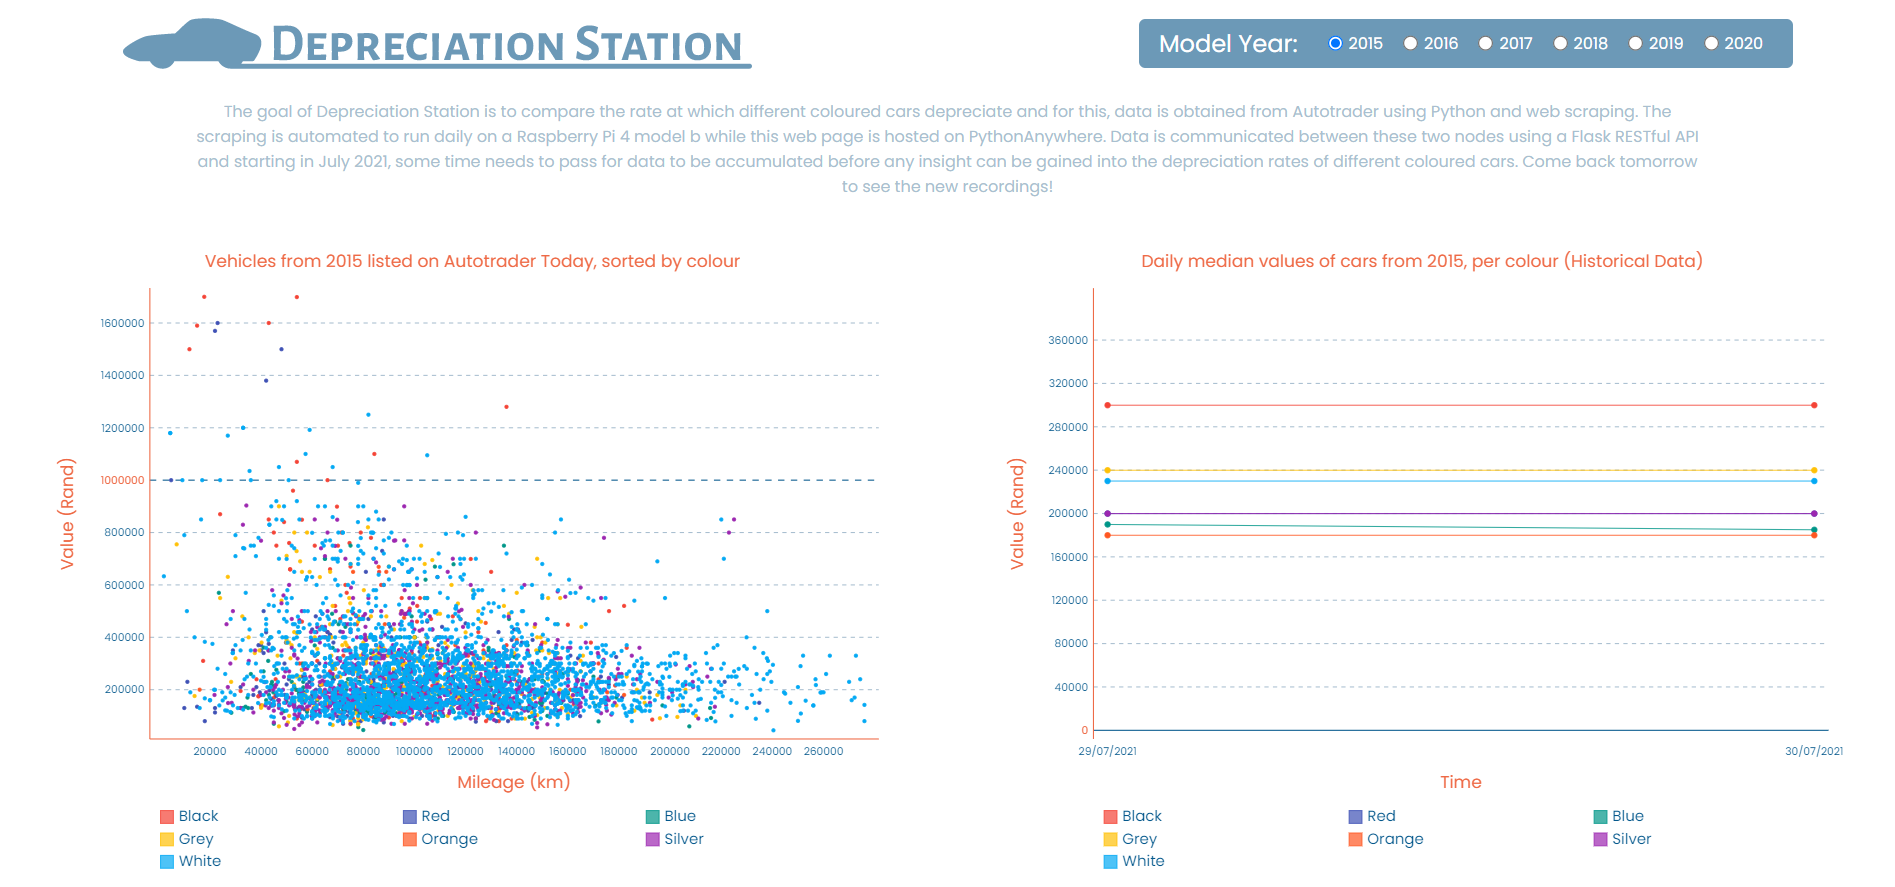 DEPRECIATION STATION
Model Year: 2015 2016 2017 2018 2019 2020
The goal of Depreciation Station is to compare the rate at which different coloured cars depreciate and for this, data is obtained from Autotrader using Python and web scraping. The
scraping is automated to run daily on a Raspberry Pi 4 model b while this web page is hosted on PythonAnywhere. Data is communicated between these two nodes using a Flask RESTful API
and starting in July 2021, some time needs to pass for data to be accumulated before any insight can be gained into the depreciation rates of different coloured cars. Come back tomorrow
to see the new recordings!
Vehicles from 2015 listed on Autotrader Today, sorted by colour
1600000
1400000
1200000
1000000
800000
600000
400000
200000
Value (Rand)
20000 40000 60000 80000 100000 120000 140000 160000 180000 200000 220000 240000 260000
Mileage (km)
Black Red Blue
Grey Orange Silver
White
Daily median values of cars from 2015, per colour (Historical Data)
360000
320000
280000
240000
200000
160000
120000
80000
40000
0
Value (Rand)
29/07/2021 30/07/2021
Time
Black Red Blue
Grey Orange Silver
White